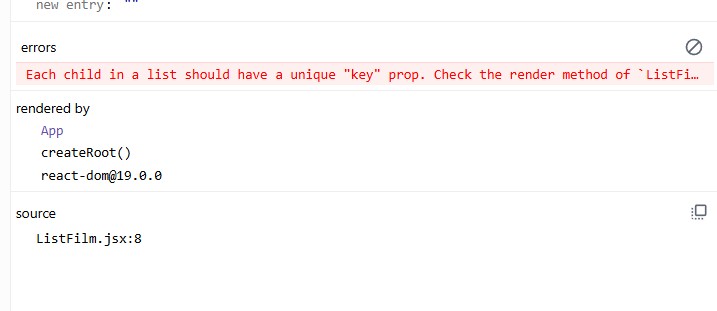 new entry: ""
errors
Each child in a list should have a unique "key" prop. Check the render method of `ListFi…
rendered by
App
createRoot()
react-dom@19.0.0
source
ListFilm.jsx:8